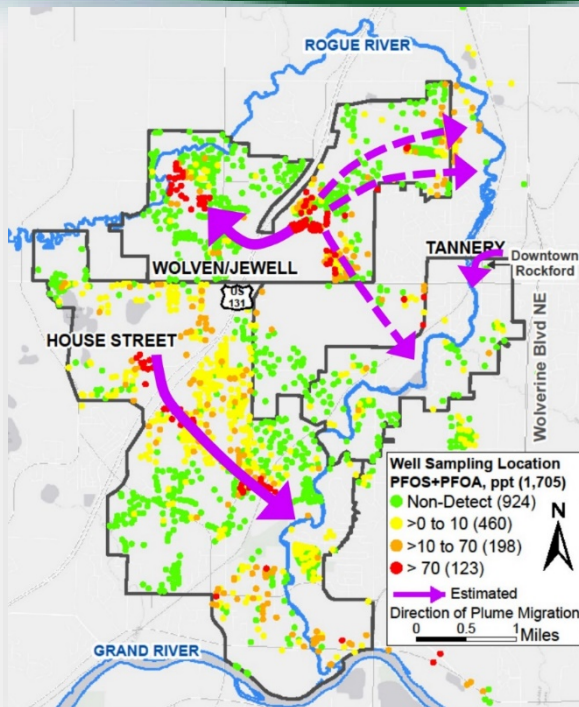 ROGUE RIVER
TANNERY
Downtown
Rockford
WOLVEN/JEWELL
US
131
HOUSE STREET
Wolverine Blvd NE
Well Sampling Location
PFOS+PFOA, ppt (1,705)
Non-Detect (924)
>0 to 10 (460)
>10 to 70 (198)
> 70 (123)
N
Estimated
Direction of Plume Migration
0 0.5 1
Miles
GRAND RIVER